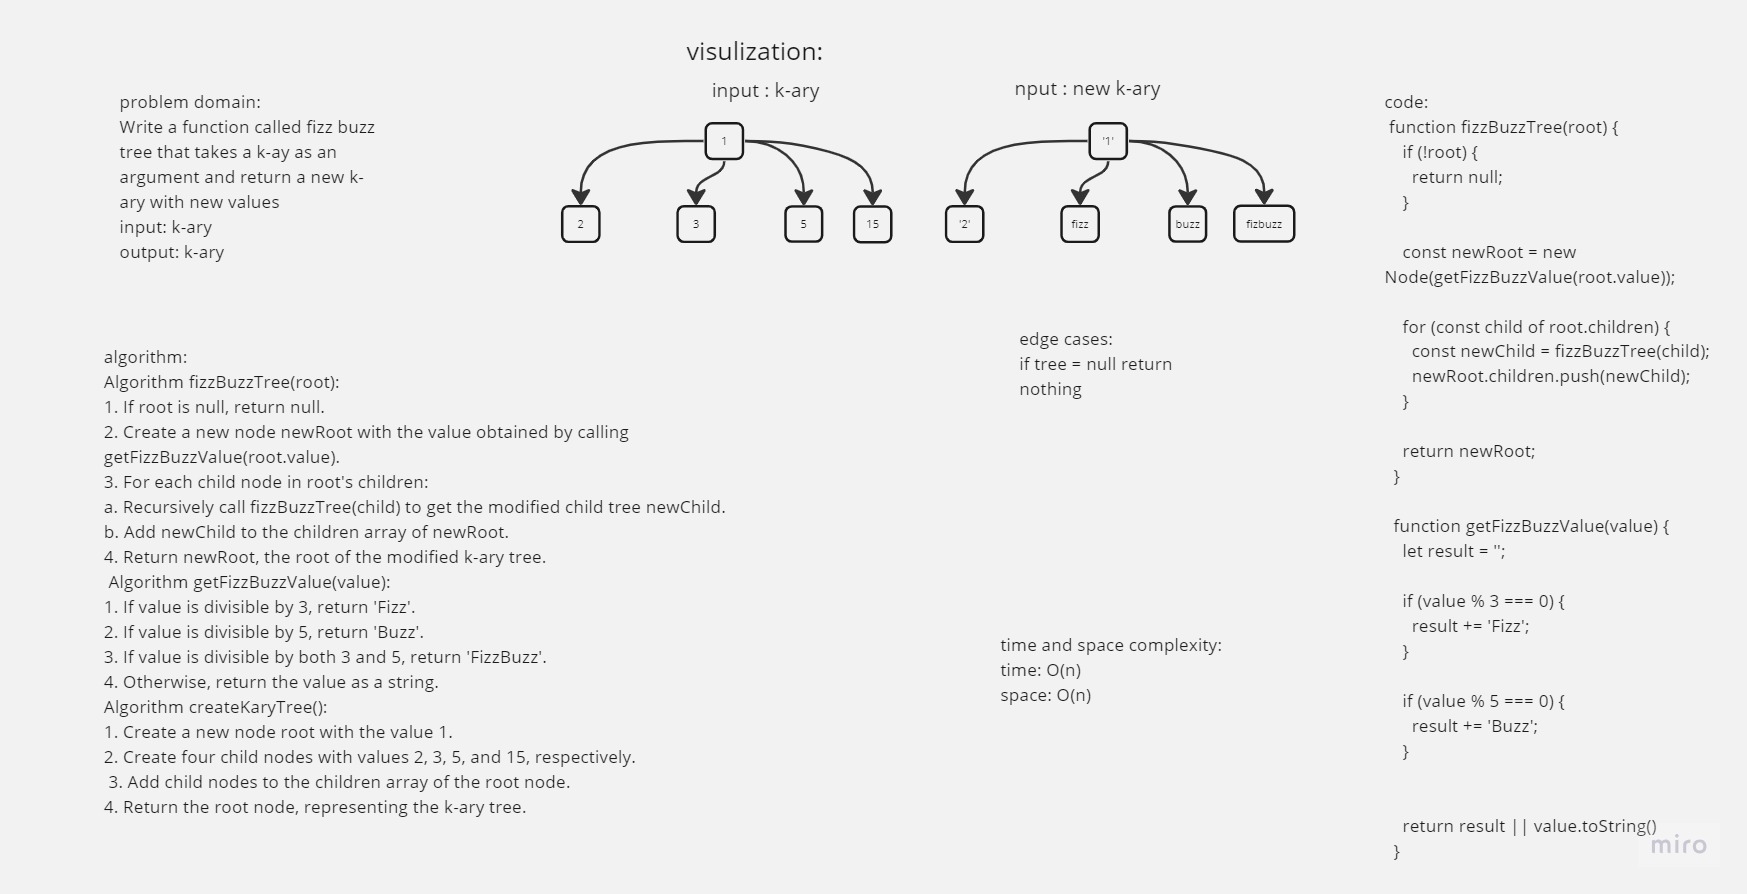 visulization:
input : k-ary
nput : new k-ary
1
2
3
5
15
'1'
'2'
fizz
buzz
fizbuzz
problem domain:
Write a function called fizz buzz
tree that takes a k-ay as an
argument and return a new k-
ary with new values
input: k-ary
output: k-ary
algorithm:
Algorithm fizzBuzzTree(root):
1. If root is null, return null.
2. Create a new node newRoot with the value obtained by calling
getFizzBuzzValue(root.value).
3. For each child node in root's children:
a. Recursively call fizzBuzzTree(child) to get the modified child tree newChild.
b. Add newChild to the children array of newRoot.
4. Return newRoot, the root of the modified k-ary tree.
Algorithm getFizzBuzzValue(value):
1. If value is divisible by 3, return 'Fizz'.
2. If value is divisible by 5, return 'Buzz'.
3. If value is divisible by both 3 and 5, return 'FizzBuzz'.
4. Otherwise, return the value as a string.
Algorithm createKaryTree():
1. Create a new node root with the value 1.
2. Create four child nodes with values 2, 3, 5, and 15, respectively.
3. Add child nodes to the children array of the root node.
4. Return the root node, representing the k-ary tree.
edge cases:
if tree = null return
nothing
time and space complexity:
time: O(n)
space: O(n)
code:
function fizzBuzzTree(root) {
if (!root) {
return null;
}
const newRoot = new
Node(getFizzBuzzValue(root.value));
for (const child of root.children) {
const newChild = fizzBuzzTree(child);
newRoot.children.push(newChild);
}
return newRoot;
}
function getFizzBuzzValue(value) {
let result = '';
if (value % 3 === 0) {
result += 'Fizz';
}
if (value % 5 === 0) {
result += 'Buzz';
}
return result || value.toString()
}
miro